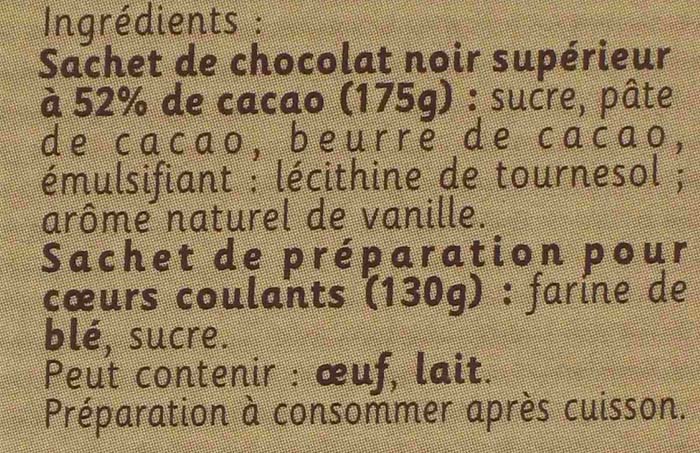 Ingrédients :
Sachet de chocolat noir supérieur
à 52% de cacao (175g) : sucre, pâte
de cacao, beurre de cacao,
émulsifiant : lécithine de tournesol ;
arôme naturel de vanille.
Sachet de préparation pour
cœurs coulants (130g) : farine de
blé, sucre.
Peut contenir : œuf, lait.
Préparation à consommer après cuisson.